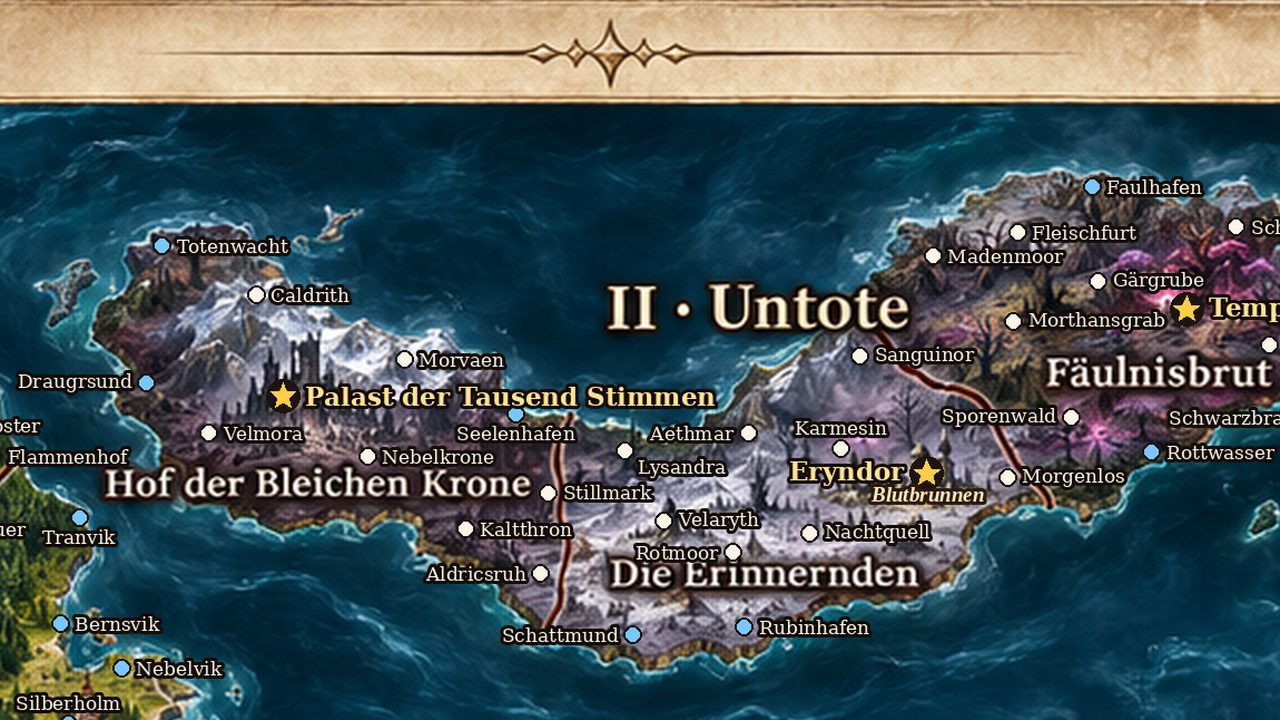 Faulhafen
Fleischfurt
Madenmoor
Totenwacht
Gärgrube
Caldrith
II · Untote
Morthansgrab
Sanguinor
Morvaen
Fäulnisbrut
Draugrsund
Palast der Tausend Stimmen
Sporenwald
Karmesin
Velmora
Seelenhafen
Aethmar
Rottwasser
Flammenhof
Nebelkrone
Lysandra
Eryndor
Blutbrunnen
Morgenlos
Hof der Bleichen Krone
Stillmark
Velaryth
Nachtquell
Kaltthron
Tranvik
Rotmoor
Die Erinnernden
Aldricsruh
Bernsvik
Schattmund
Rubinhafen
Nebelvik
Silberholm